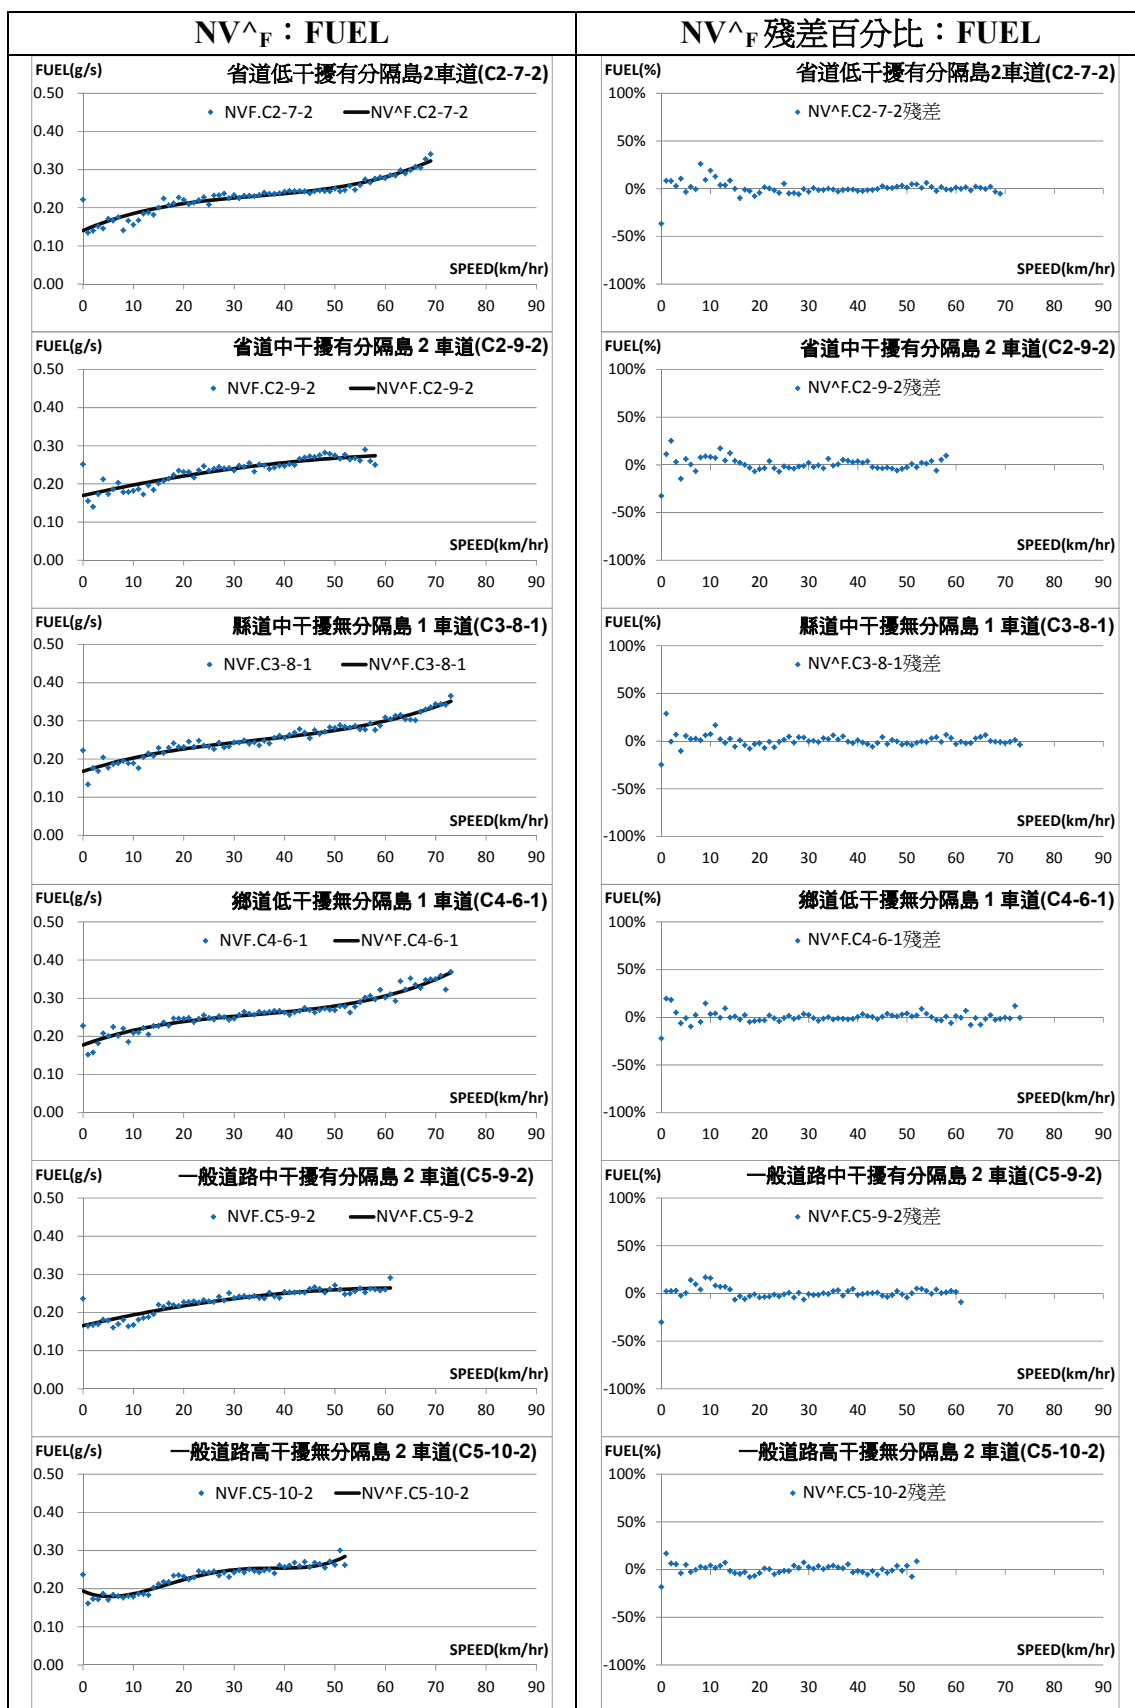 NV^F：FUEL
NV^F 殘差百分比：FUEL
FUEL(g/s)
省道低干擾有分隔島2車道(C2-7-2)
0.50
NVF.C2-7-2
NV^F.C2-7-2
0.40
0.30
0.20
0.10
SPEED(km/hr)
0.00
0 10 20 30 40 50 60 70 80 90
FUEL(%)
省道低干擾有分隔島2車道(C2-7-2)
100%
NV^F.C2-7-2殘差
50%
0%
-50%
SPEED(km/hr)
-100%
0 10 20 30 40 50 60 70 80 90
FUEL(g/s)
省道中干擾有分隔島 2 車道(C2-9-2)
0.50
NVF.C2-9-2
NV^F.C2-9-2
0.40
0.30
0.20
0.10
SPEED(km/hr)
0.00
0 10 20 30 40 50 60 70 80 90
FUEL(%)
省道中干擾有分隔島 2 車道(C2-9-2)
100%
NV^F.C2-9-2殘差
50%
0%
-50%
SPEED(km/hr)
-100%
0 10 20 30 40 50 60 70 80 90
FUEL(g/s)
縣道中干擾無分隔島 1 車道(C3-8-1)
0.50
NVF.C3-8-1
NV^F.C3-8-1
0.40
0.30
0.20
0.10
SPEED(km/hr)
0.00
0 10 20 30 40 50 60 70 80 90
FUEL(%)
縣道中干擾無分隔島 1 車道(C3-8-1)
100%
NV^F.C3-8-1殘差
50%
0%
-50%
SPEED(km/hr)
-100%
0 10 20 30 40 50 60 70 80 90
FUEL(g/s)
鄉道低干擾無分隔島 1 車道(C4-6-1)
0.50
NVF.C4-6-1
NV^F.C4-6-1
0.40
0.30
0.20
0.10
SPEED(km/hr)
0.00
0 10 20 30 40 50 60 70 80 90
FUEL(%)
鄉道低干擾無分隔島 1 車道(C4-6-1)
100%
NV^F.C4-6-1殘差
50%
0%
-50%
SPEED(km/hr)
-100%
0 10 20 30 40 50 60 70 80 90
FUEL(g/s)
一般道路中干擾有分隔島 2 車道(C5-9-2)
0.50
NVF.C5-9-2
NV^F.C5-9-2
0.40
0.30
0.20
0.10
SPEED(km/hr)
0.00
0 10 20 30 40 50 60 70 80 90
FUEL(%)
一般道路中干擾有分隔島 2 車道(C5-9-2)
100%
NV^F.C5-9-2殘差
50%
0%
-50%
SPEED(km/hr)
-100%
0 10 20 30 40 50 60 70 80 90
FUEL(g/s)
一般道路高干擾無分隔島 2 車道(C5-10-2)
0.50
NVF.C5-10-2
NV^F.C5-10-2
0.40
0.30
0.20
0.10
SPEED(km/hr)
0.00
0 10 20 30 40 50 60 70 80 90
FUEL(%)
一般道路高干擾無分隔島 2 車道(C5-10-2)
100%
NV^F.C5-10-2殘差
50%
0%
-50%
SPEED(km/hr)
-100%
0 10 20 30 40 50 60 70 80 90